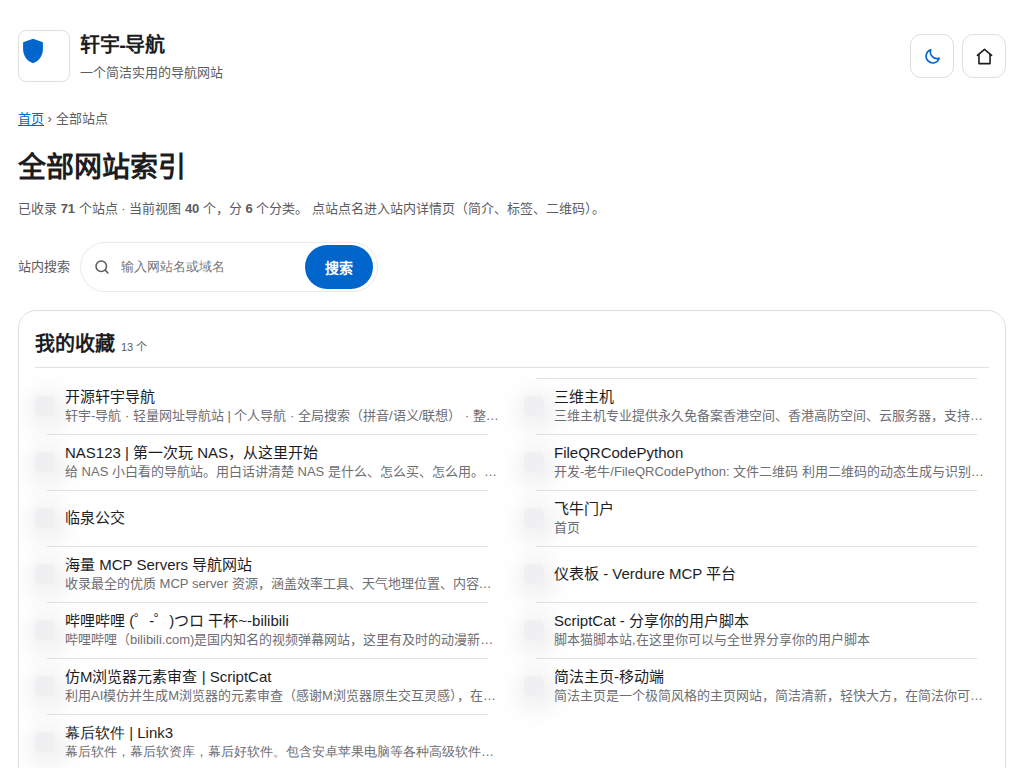 轩宇-导航
一个简洁实用的导航网站
首页 › 全部站点
全部网站索引
已收录 71 个站点 · 当前视图 40 个，分 6 个分类。 点站点名进入站内详情页（简介、标签、二维码）。
站内搜索
输入网站名或域名
搜索
我的收藏 13 个
开源轩宇导航
轩宇-导航 · 轻量网址导航站 | 个人导航 · 全局搜索（拼音/语义/联想） · 整…
三维主机
三维主机专业提供永久免备案香港空间、香港高防空间、云服务器，支持…
NAS123 | 第一次玩 NAS，从这里开始
给 NAS 小白看的导航站。用白话讲清楚 NAS 是什么、怎么买、怎么用。…
FileQRCodePython
开发-老牛/FileQRCodePython: 文件二维码 利用二维码的动态生成与识别…
临泉公交
飞牛门户
首页
海量 MCP Servers 导航网站
收录最全的优质 MCP server 资源，涵盖效率工具、天气地理位置、内容…
仪表板 - Verdure MCP 平台
哔哩哔哩 (゜-゜)つロ 干杯~-bilibili
哔哩哔哩（bilibili.com)是国内知名的视频弹幕网站，这里有及时的动漫新…
ScriptCat - 分享你的用户脚本
脚本猫脚本站,在这里你可以与全世界分享你的用户脚本
仿M浏览器元素审查 | ScriptCat
利用AI模仿并生成M浏览器的元素审查（感谢M浏览器原生交互灵感），在…
简法主页-移动端
简法主页是一个极简风格的主页网站，简洁清新，轻快大方，在简法你可…
幕后软件 | Link3
幕后软件，幕后软资库，幕后好软件。包含安卓苹果电脑等各种高级软件…